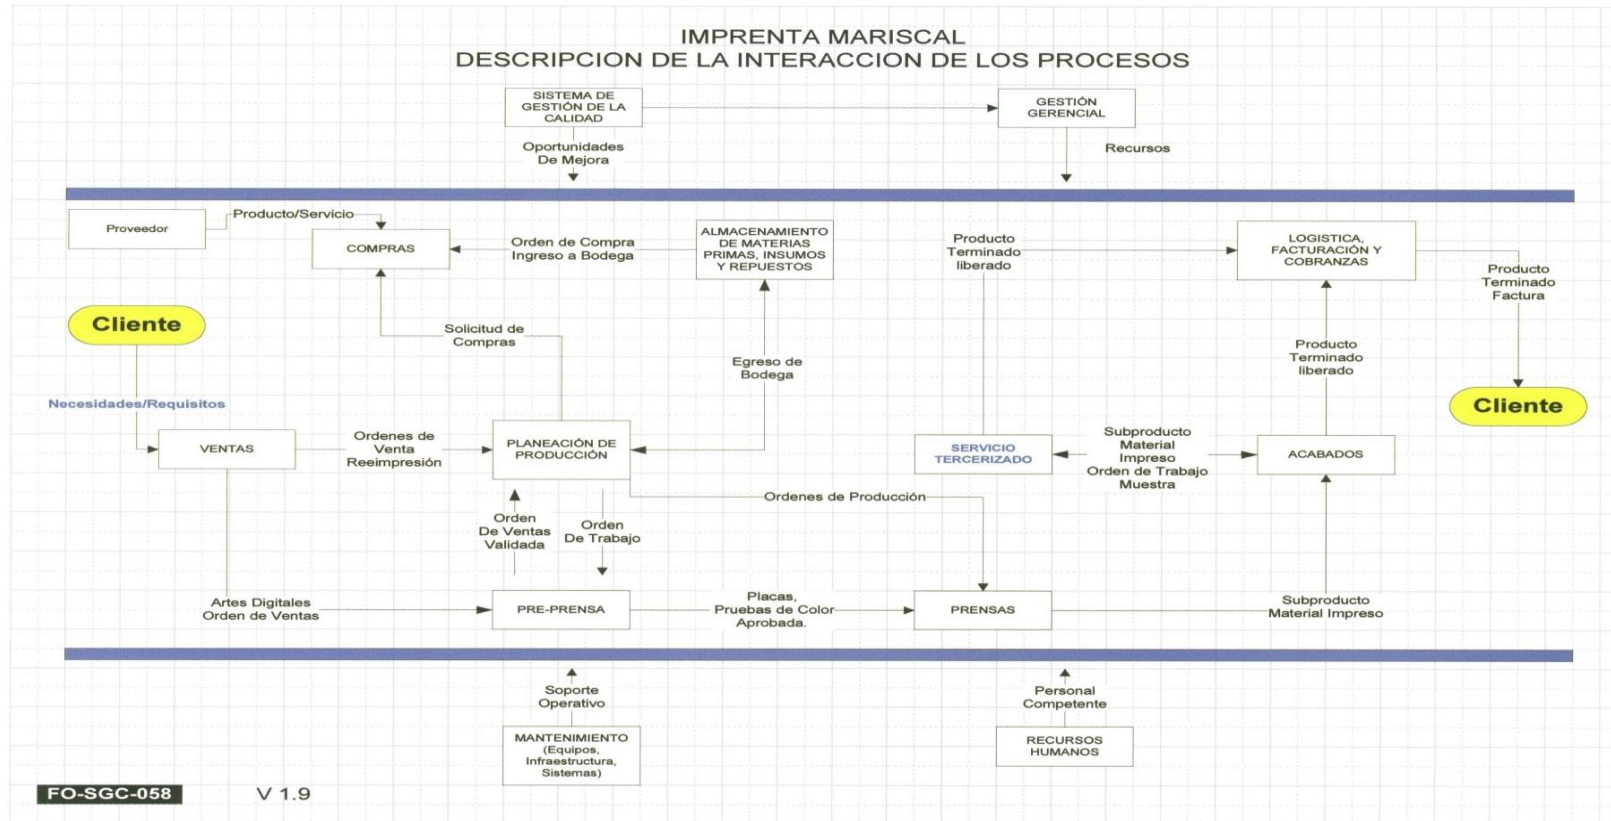 IMPRENTA MARISCAL
DESCRIPCION DE LA INTERACCION DE LOS PROCESOS
SISTEMA DE
GESTIÓN DE LA
CALIDAD
GESTIÓN
GERENCIAL
Oportunidades
De Mejora
Recursos
Proveedor
Producto/Servicio
COMPRAS
Orden de Compra
Ingreso a Bodega
ALMACENAMIENTO
DE MATERIAS
PRIMAS, INSUMOS
Y REPUESTOS
Producto
Terminado
liberado
LOGISTICA,
FACTURACIÓN Y
COBRANZAS
Producto
Terminado
Factura
Cliente
Solicitud de
Compras
Egreso de
Bodega
Producto
Terminado
liberado
Cliente
Necesidades/Requisitos
VENTAS
Ordenes de
Venta
Reeimpresión
PLANEACIÓN DE
PRODUCCIÓN
SERVICIO
TERCERIZADO
Subproducto
Material
Impreso
Orden de Trabajo
Muestra
ACABADOS
Ordenes de Producción
Orden
De Ventas
Validada
Orden
De Trabajo
Artes Digitales
Orden de Ventas
PRE-PRENSA
Placas,
Pruebas de Color
Aprobada.
PRENSAS
Subproducto
Material Impreso
Soporte
Operativo
Personal
Competente
MANTENIMIENTO
(Equipos,
Infraestructura,
Sistemas)
RECURSOS
HUMANOS
FO-SGC-058
V 1.9